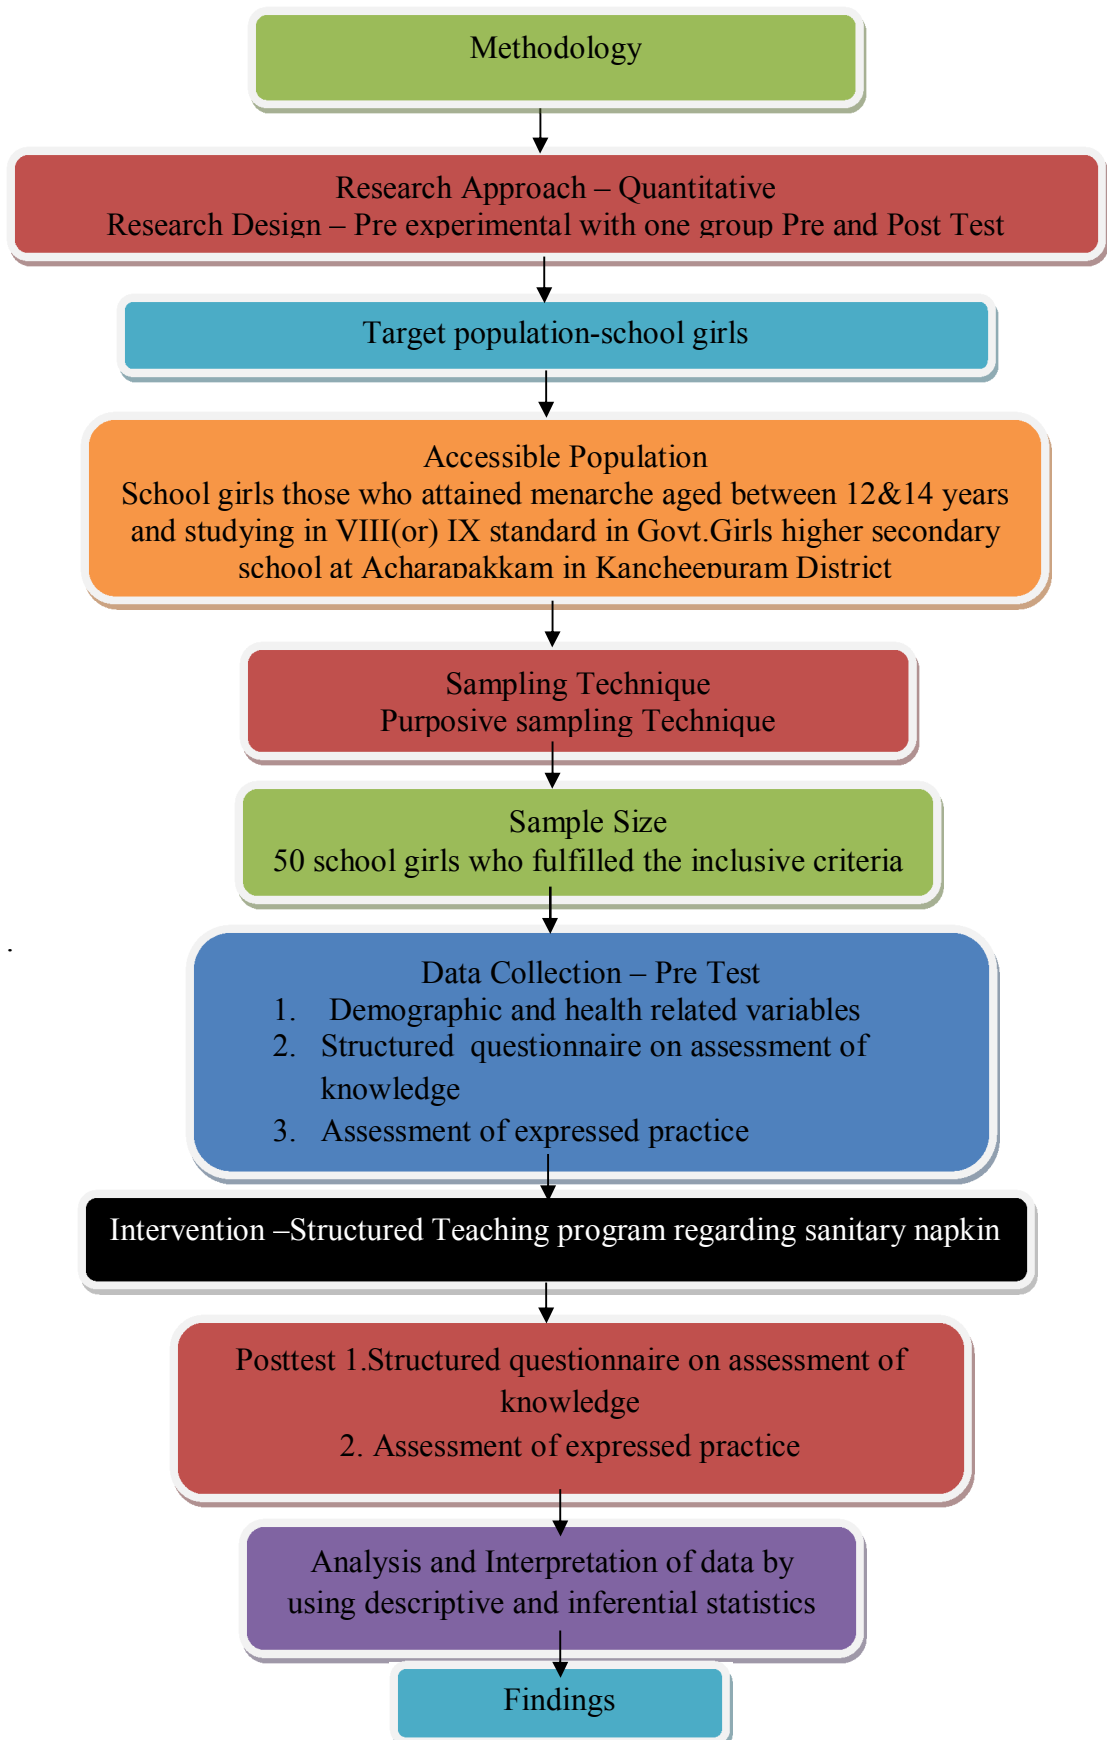 Methodology
Research Approach – Quantitative
Research Design – Pre experimental with one group Pre and Post Test
Target population-school girls
Accessible Population
School girls those who attained menarche aged between 12&14 years
and studying in VIII(or) IX standard in Govt.Girls higher secondary
school at Acharapakkam in Kancheepuram District
Sampling Technique
Purposive sampling Technique
Sample Size
50 school girls who fulfilled the inclusive criteria
.
Data Collection – Pre Test
1. Demographic and health related variables
2. Structured questionnaire on assessment of
knowledge
3. Assessment of expressed practice
Intervention –Structured Teaching program regarding sanitary napkin
Posttest 1.Structured questionnaire on assessment of
knowledge
2. Assessment of expressed practice
Analysis and Interpretation of data by
using descriptive and inferential statistics
Findings